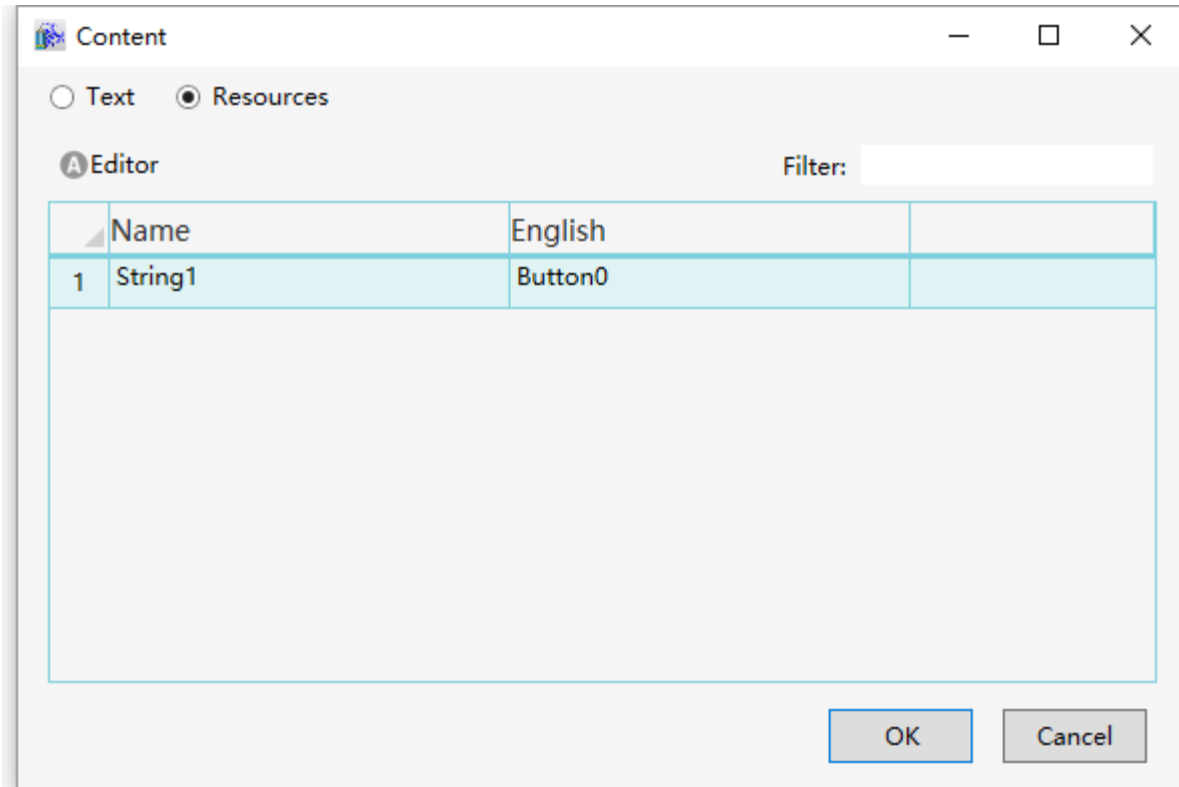 Content
Text Resources
A Editor Filter:
Name English
1 String1 Button0
OK Cancel